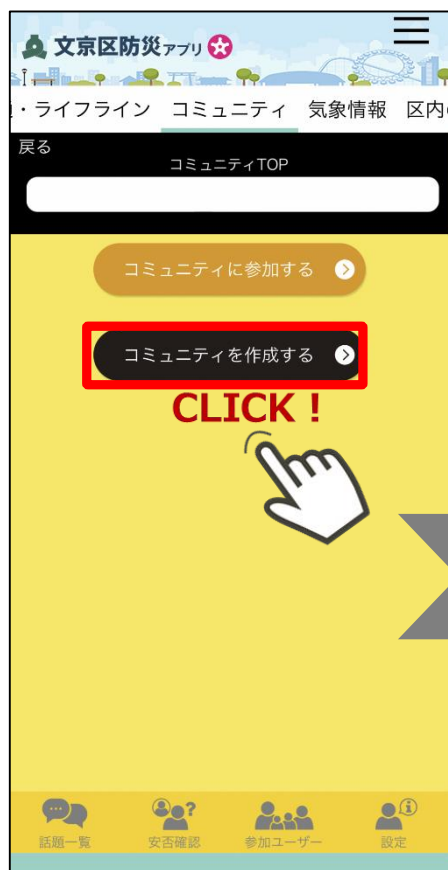 文京区防災アプリ
・ライフライン コミュニティ 気象情報 区内
戻る
コミュニティTOP
コミュニティに参加する
コミュニティを作成する
CLICK!
話題一覧 安否確認 参加ユーザー 設定